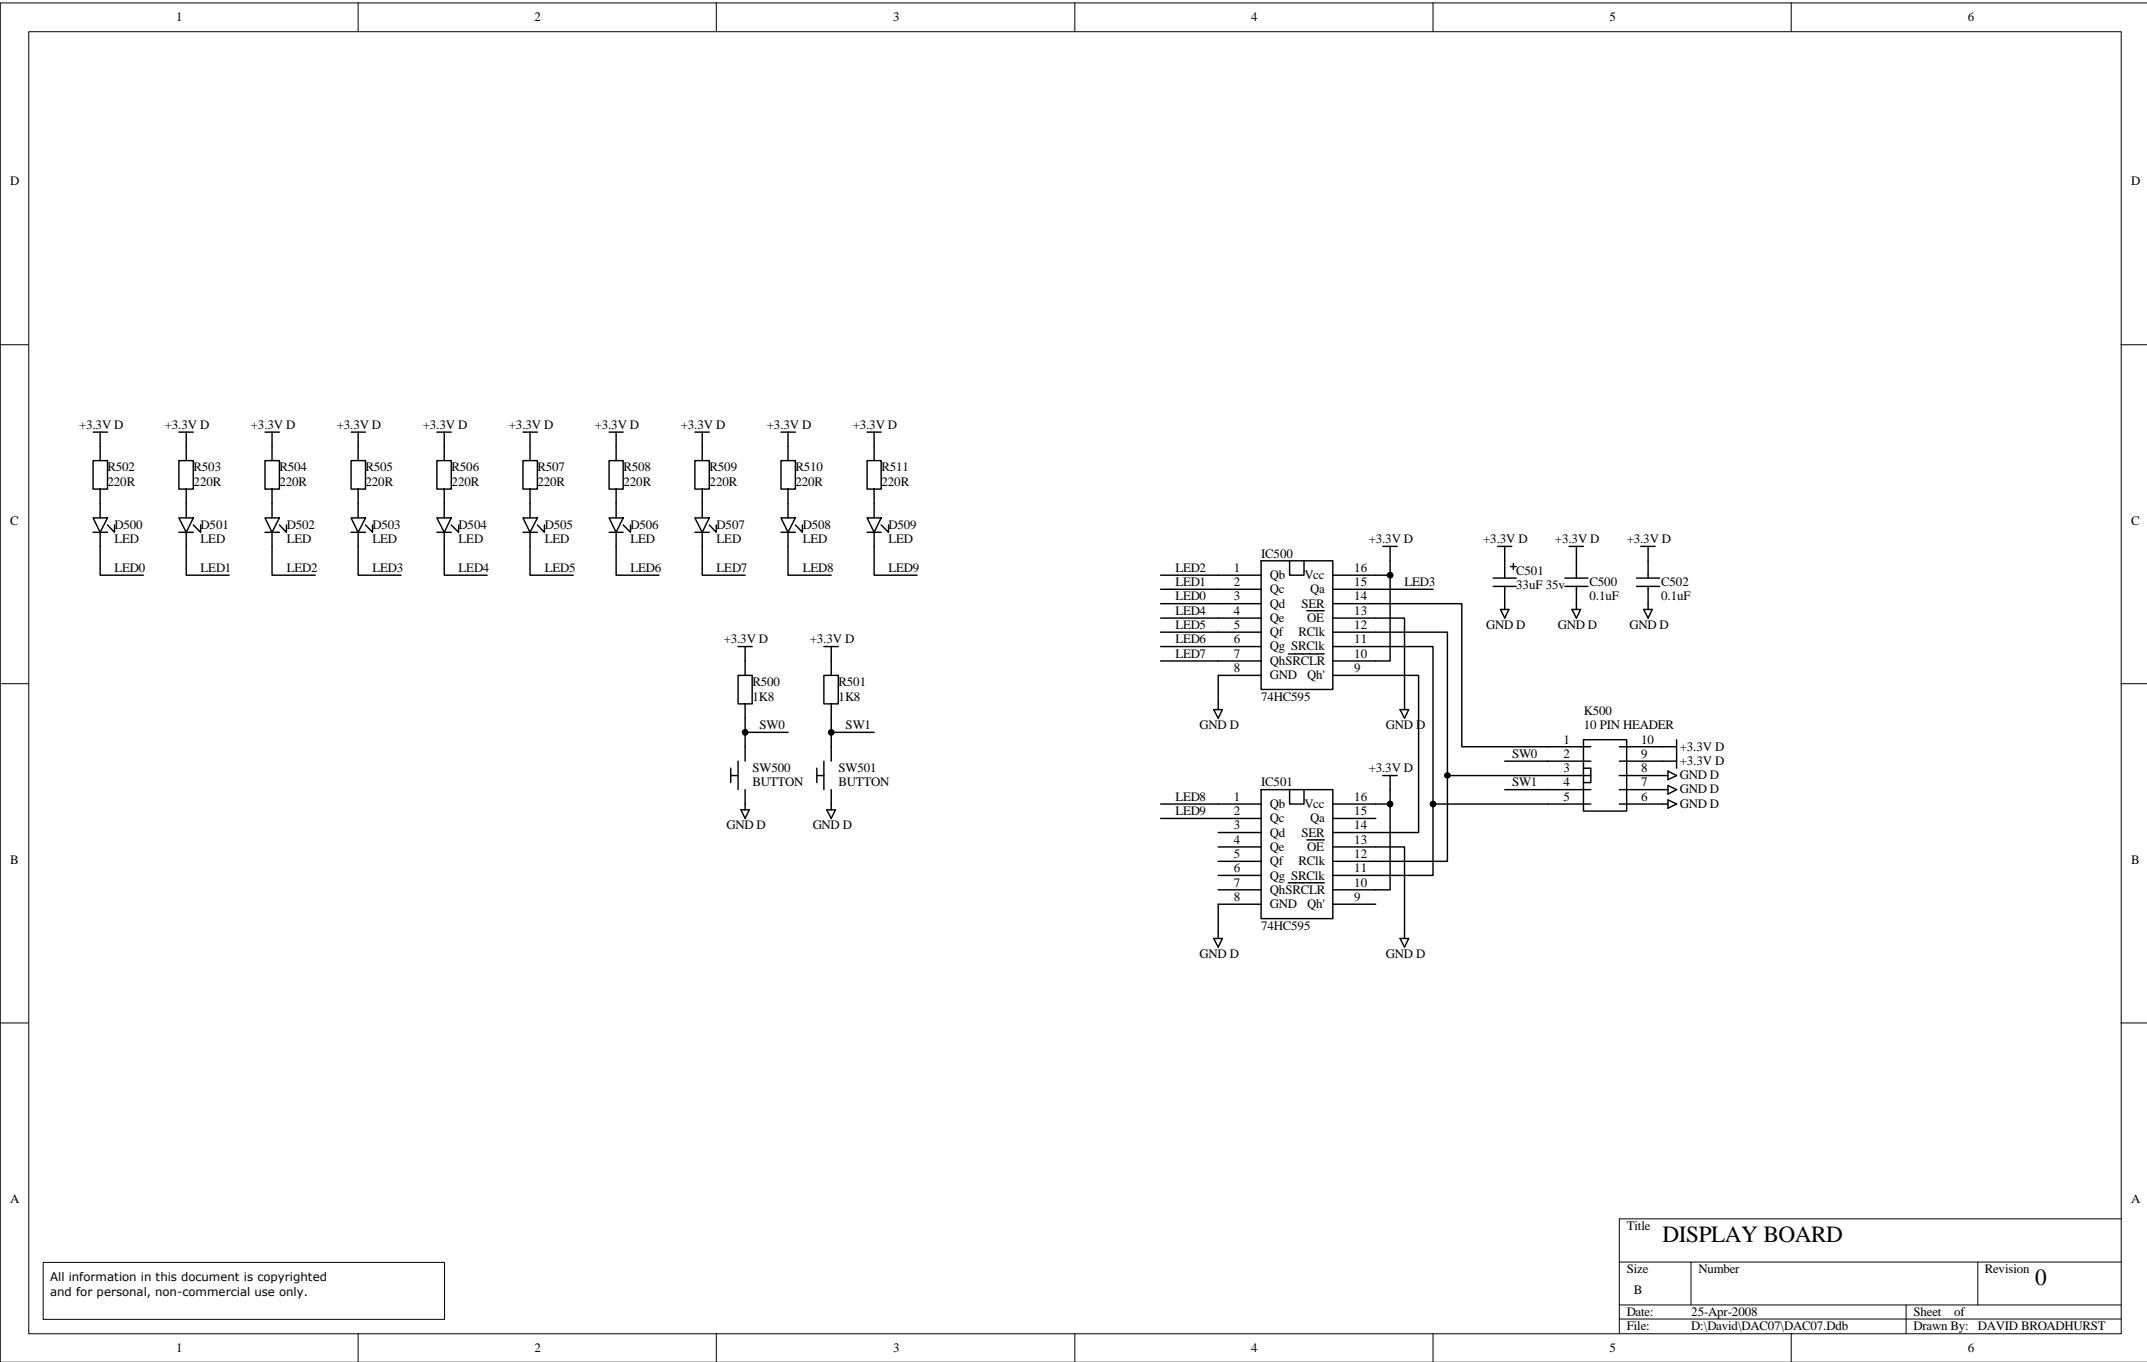 1 2 3 4 5 6
D D
+3.3V D +3.3V D +3.3V D +3.3V D +3.3V D +3.3V D +3.3V D +3.3V D +3.3V D +3.3V D
R502 R503 R504 R505 R506 R507 R508 R509 R510 R511
220R 220R 220R 220R 220R 220R 220R 220R 220R 220R
C C
D500 D501 D502 D503 D504 D505 D506 D507 D508 D509
LED LED LED LED LED LED LED LED LED LED
LED0 LED1 LED2 LED3 LED4 LED5 LED6 LED7 LED8 LED9
+3.3V D +3.3V D
R500 R501
1K8 1K8
SW0 SW1
SW500 SW501
BUTTON BUTTON
GND D GND D
+3.3V D
IC500
LED2 1 Qb Vcc 16
LED1 2 Qc Qa 15 LED3
LED0 3 Qd SER 14
LED4 4 Qe OE 13
LED5 5 Qf RClk 12
LED6 6 Qg SRClk 11
LED7 7 Qh SRCLR 10
8 GND Qh' 9
74HC595
GND D GND D
+3.3V D +3.3V D +3.3V D
+
C501 C500 C502
33uF 35v 0.1uF 0.1uF
GND D GND D GND D
K500
10 PIN HEADER
1 10 +3.3V D
SW0 2 9 +3.3V D
3 8 GND D
SW1 4 7 GND D
5 6 GND D
+3.3V D
IC501
LED8 1 Qb Vcc 16
LED9 2 Qc Qa 15
3 Qd SER 14
4 Qe OE 13
5 Qf RClk 12
6 Qg SRClk 11
7 Qh SRCLR 10
8 GND Qh' 9
74HC595
GND D GND D
B B
A A
All information in this document is copyrighted
and for personal, non-commercial use only.
Title DISPLAY BOARD
Size Number Revision 0
B
Date: 25-Apr-2008 Sheet of
File: D:\David\DAC07\DAC07.Ddb Drawn By: DAVID BROADHURST
1 2 3 4 5 6